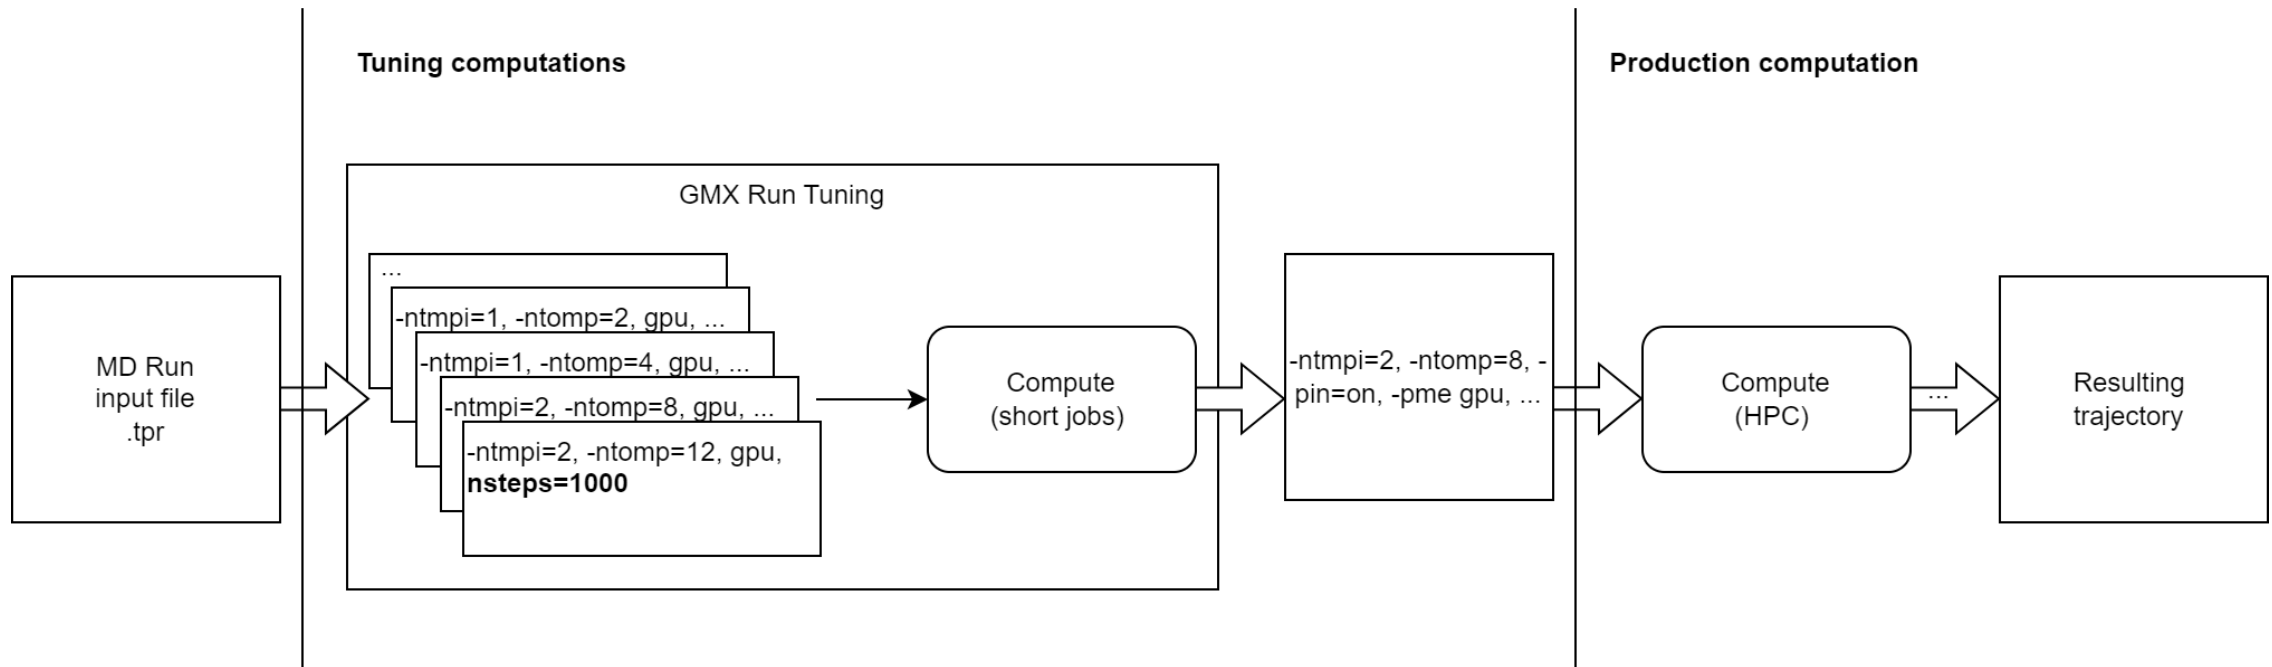 Tuning computations
Production computation
GMX Run Tuning
MD Run
input file
.tpr
...
-ntmpi=1, -ntomp=2, gpu, ...
-ntmpi=1, -ntomp=4, gpu, ...
-ntmpi=2, -ntomp=8, gpu, ...
-ntmpi=2, -ntomp=12, gpu,
nsteps=1000
Compute
(short jobs)
-ntmpi=2, -ntomp=8, -
pin=on, -pme gpu, ...
Compute
(HPC)
...
Resulting
trajectory